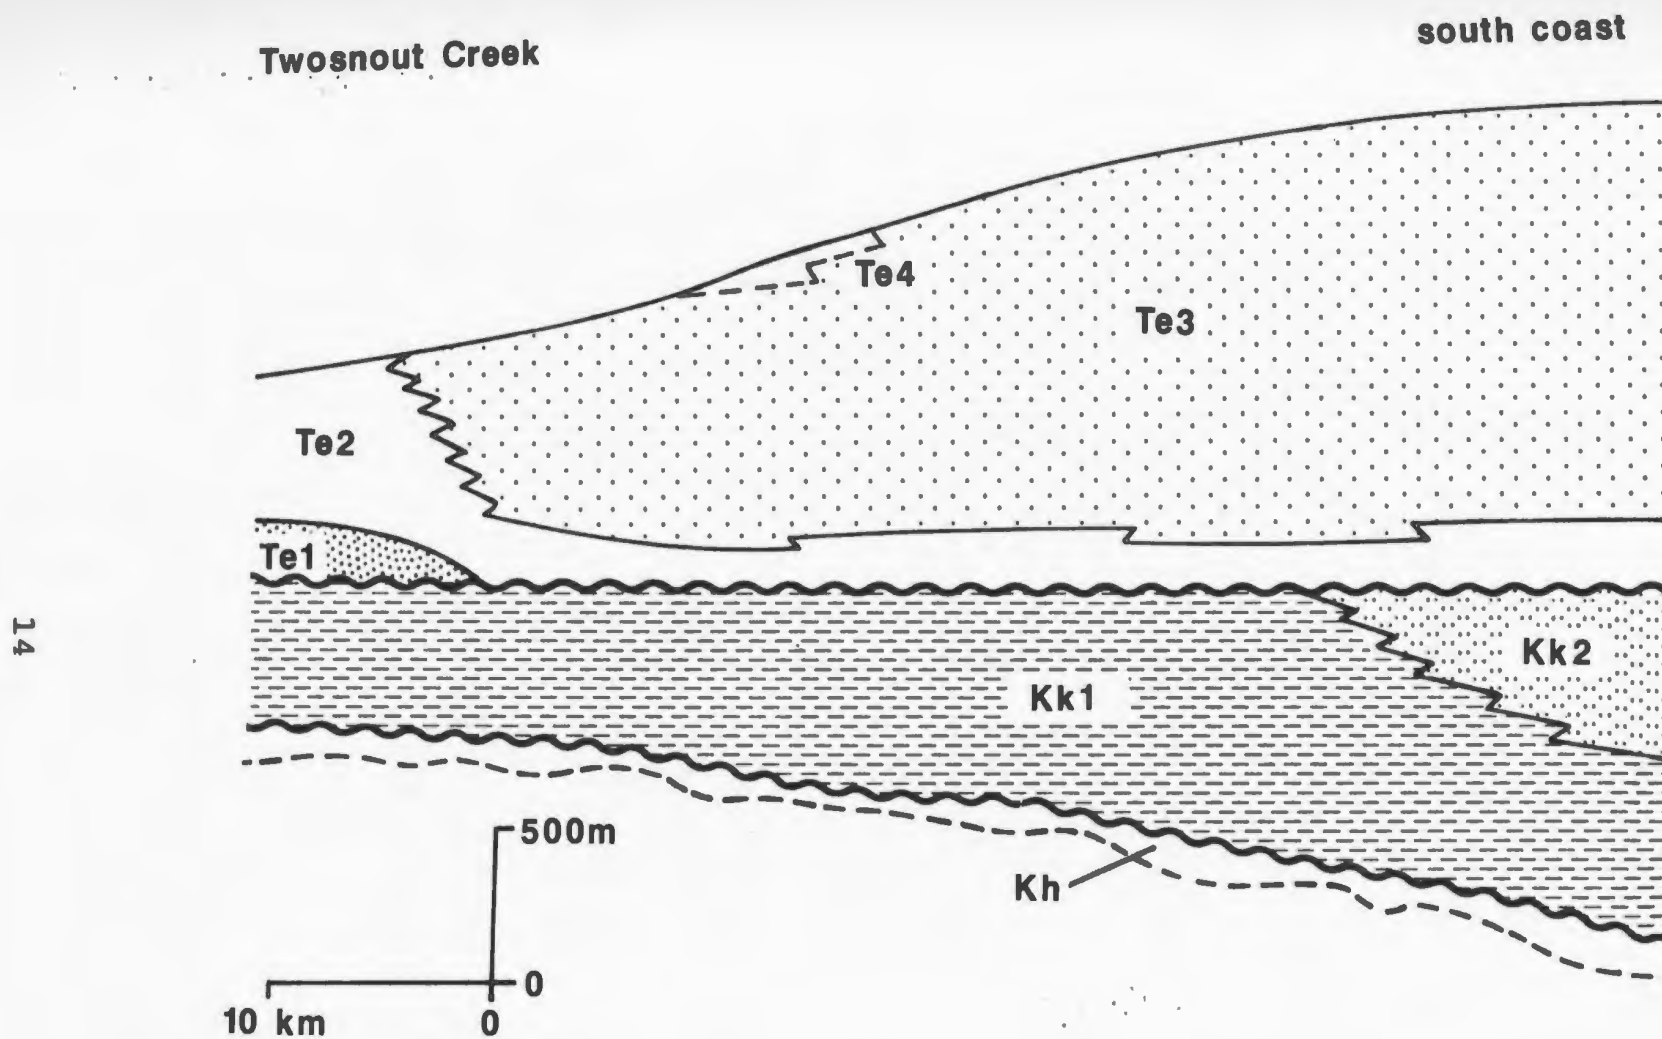 Twosnout Creek
south coast
Te4
Te3
Te2
Te1
Kk2
Kk1
500m
Kh
0
10 km
0
14